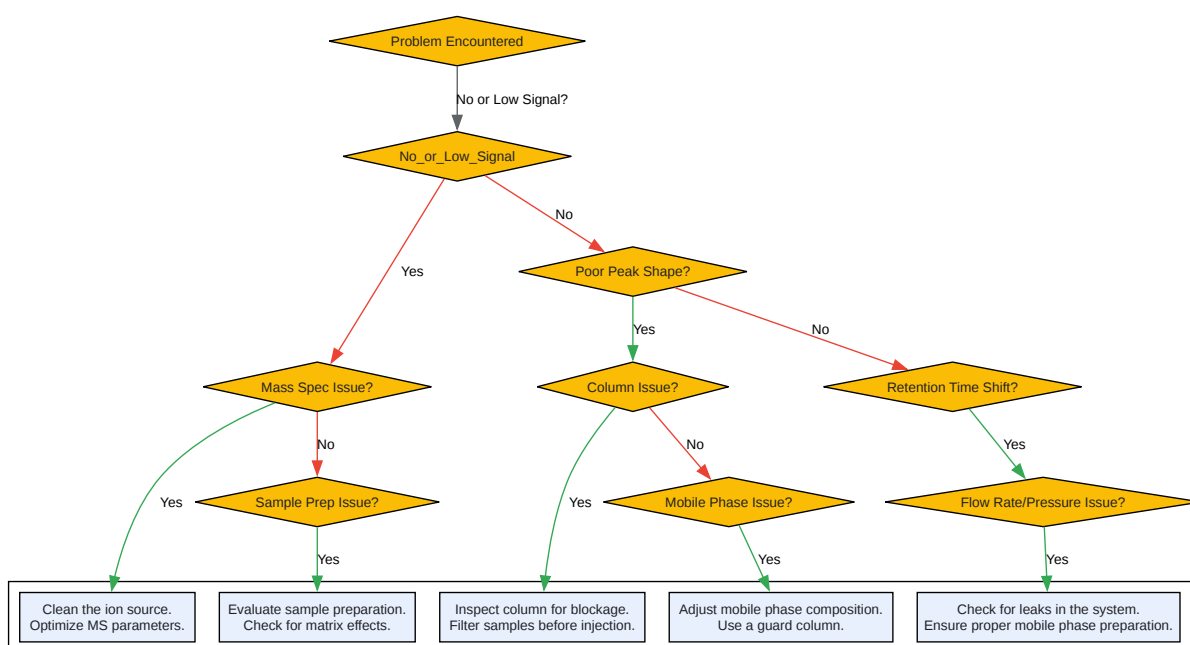 Problem Encountered
No or Low Signal?
No_or_Low_Signal
No
Poor Peak Shape?
Yes
Yes
No
Mass Spec Issue?
Column Issue?
Retention Time Shift?
No
No
Yes
Yes
Sample Prep Issue?
Yes
Mobile Phase Issue?
Flow Rate/Pressure Issue?
Yes
Yes
Yes
Clean the ion source.
Optimize MS parameters.
Evaluate sample preparation.
Check for matrix effects.
Inspect column for blockage.
Filter samples before injection.
Adjust mobile phase composition.
Use a guard column.
Check for leaks in the system.
Ensure proper mobile phase preparation.